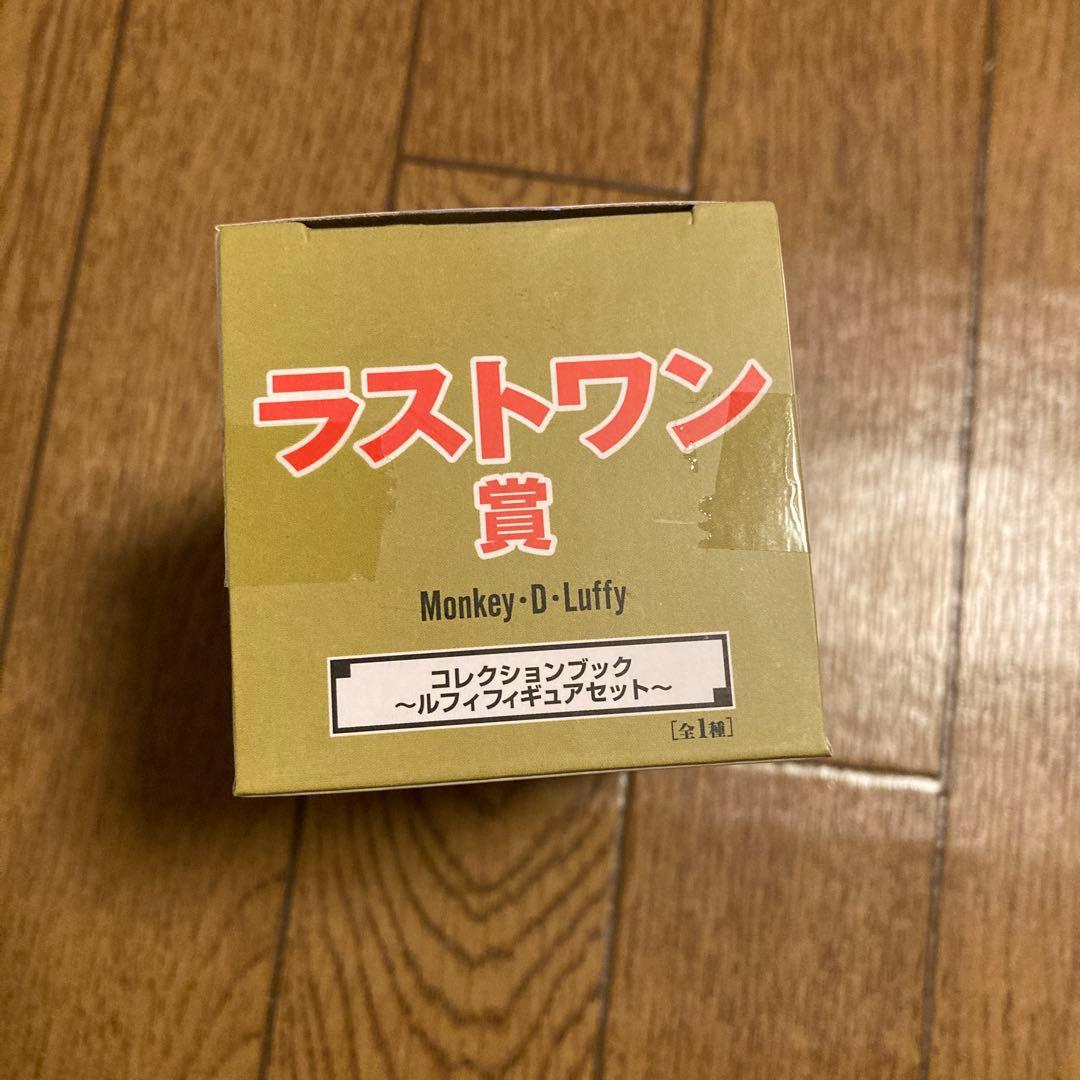 ラストワン
賞
Monkey・D・Luffy
コレクションブック
～ルフィフィギュアセット～
［全1種］